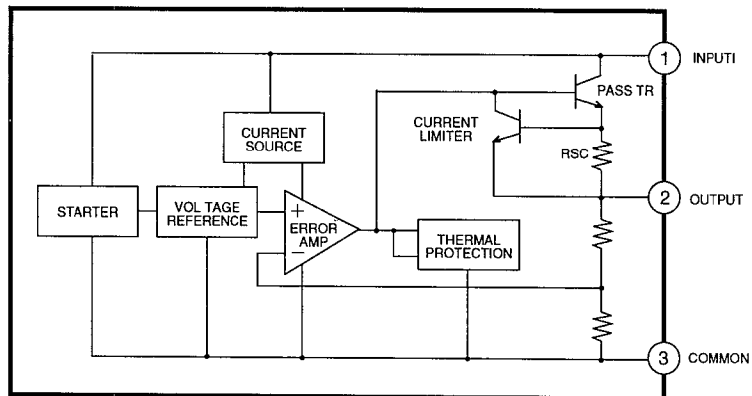 1 INPUTI
PASS TR
CURRENT
LIMITER
CURRENT
SOURCE
RSC
2 OUTPUT
STARTER
VOL TAGE
REFERENCE
+
ERROR
AMP
−
THERMAL
PROTECTION
3 COMMON